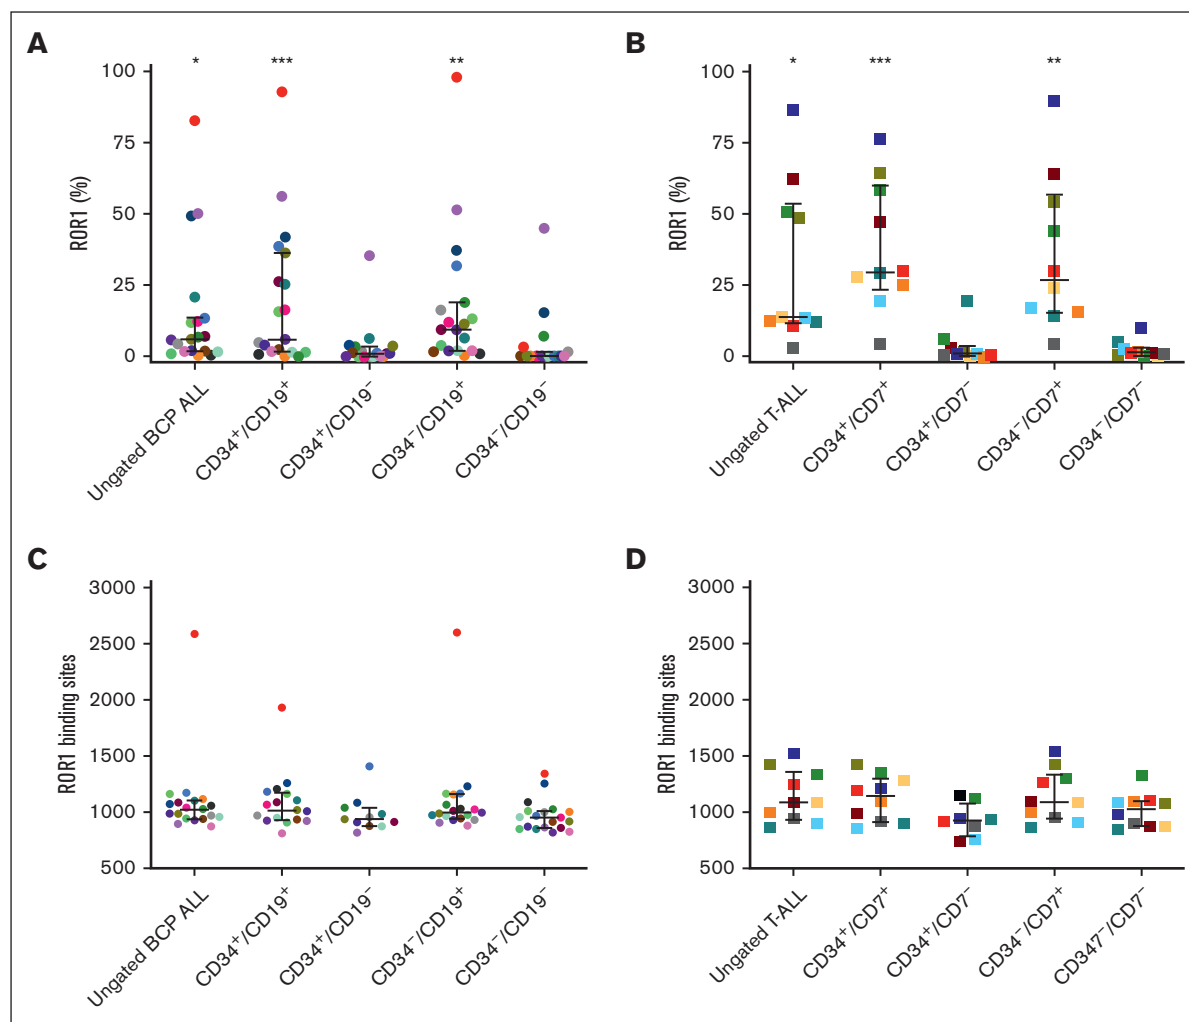 A
* *** **
100
75
50
25
0
ROR1 (%)
Ungated BCP ALL
CD34⁺/CD19⁺
CD34⁺/CD19⁻
CD34⁻/CD19⁺
CD34⁻/CD19⁻
B
* *** **
100
75
50
25
0
ROR1 (%)
Ungated T-ALL
CD34⁺/CD7⁺
CD34⁺/CD7⁻
CD34⁻/CD7⁺
CD34⁻/CD7⁻
C
3000
2500
2000
1500
1000
500
ROR1 binding sites
Ungated BCP ALL
CD34⁺/CD19⁺
CD34⁺/CD19⁻
CD34⁻/CD19⁺
CD34⁻/CD19⁻
D
3000
2500
2000
1500
1000
500
ROR1 binding sites
Ungated T-ALL
CD34⁺/CD7⁺
CD34⁺/CD7⁻
CD34⁻/CD7⁺
CD347⁻/CD7⁻